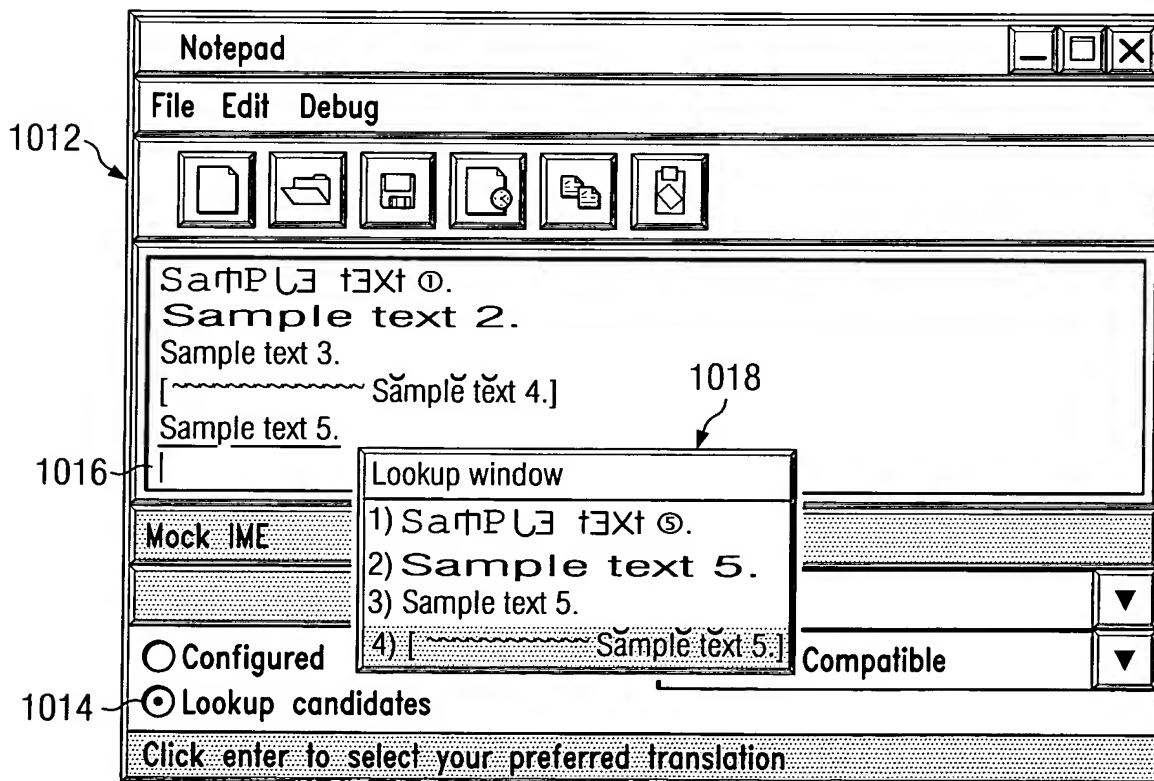 Notepad
File Edit Debug
1012
SaጠPՆƎ tƎXt ①.
Sample text 2.
Sample text 3.
[~~~~~~~~~~~~ Sămplĕ tĕxt 4.]
1018
Sample text 5.
1016
Lookup window
1) SaጠPՆƎ tƎXt ⑤.
Mock IME
2) Sample text 5.
3) Sample text 5.
4) [~~~~~~~~~~~~ Sămplĕ tĕxt 5.]
Configured
Compatible
1014
Lookup candidates
Click enter to select your preferred translation